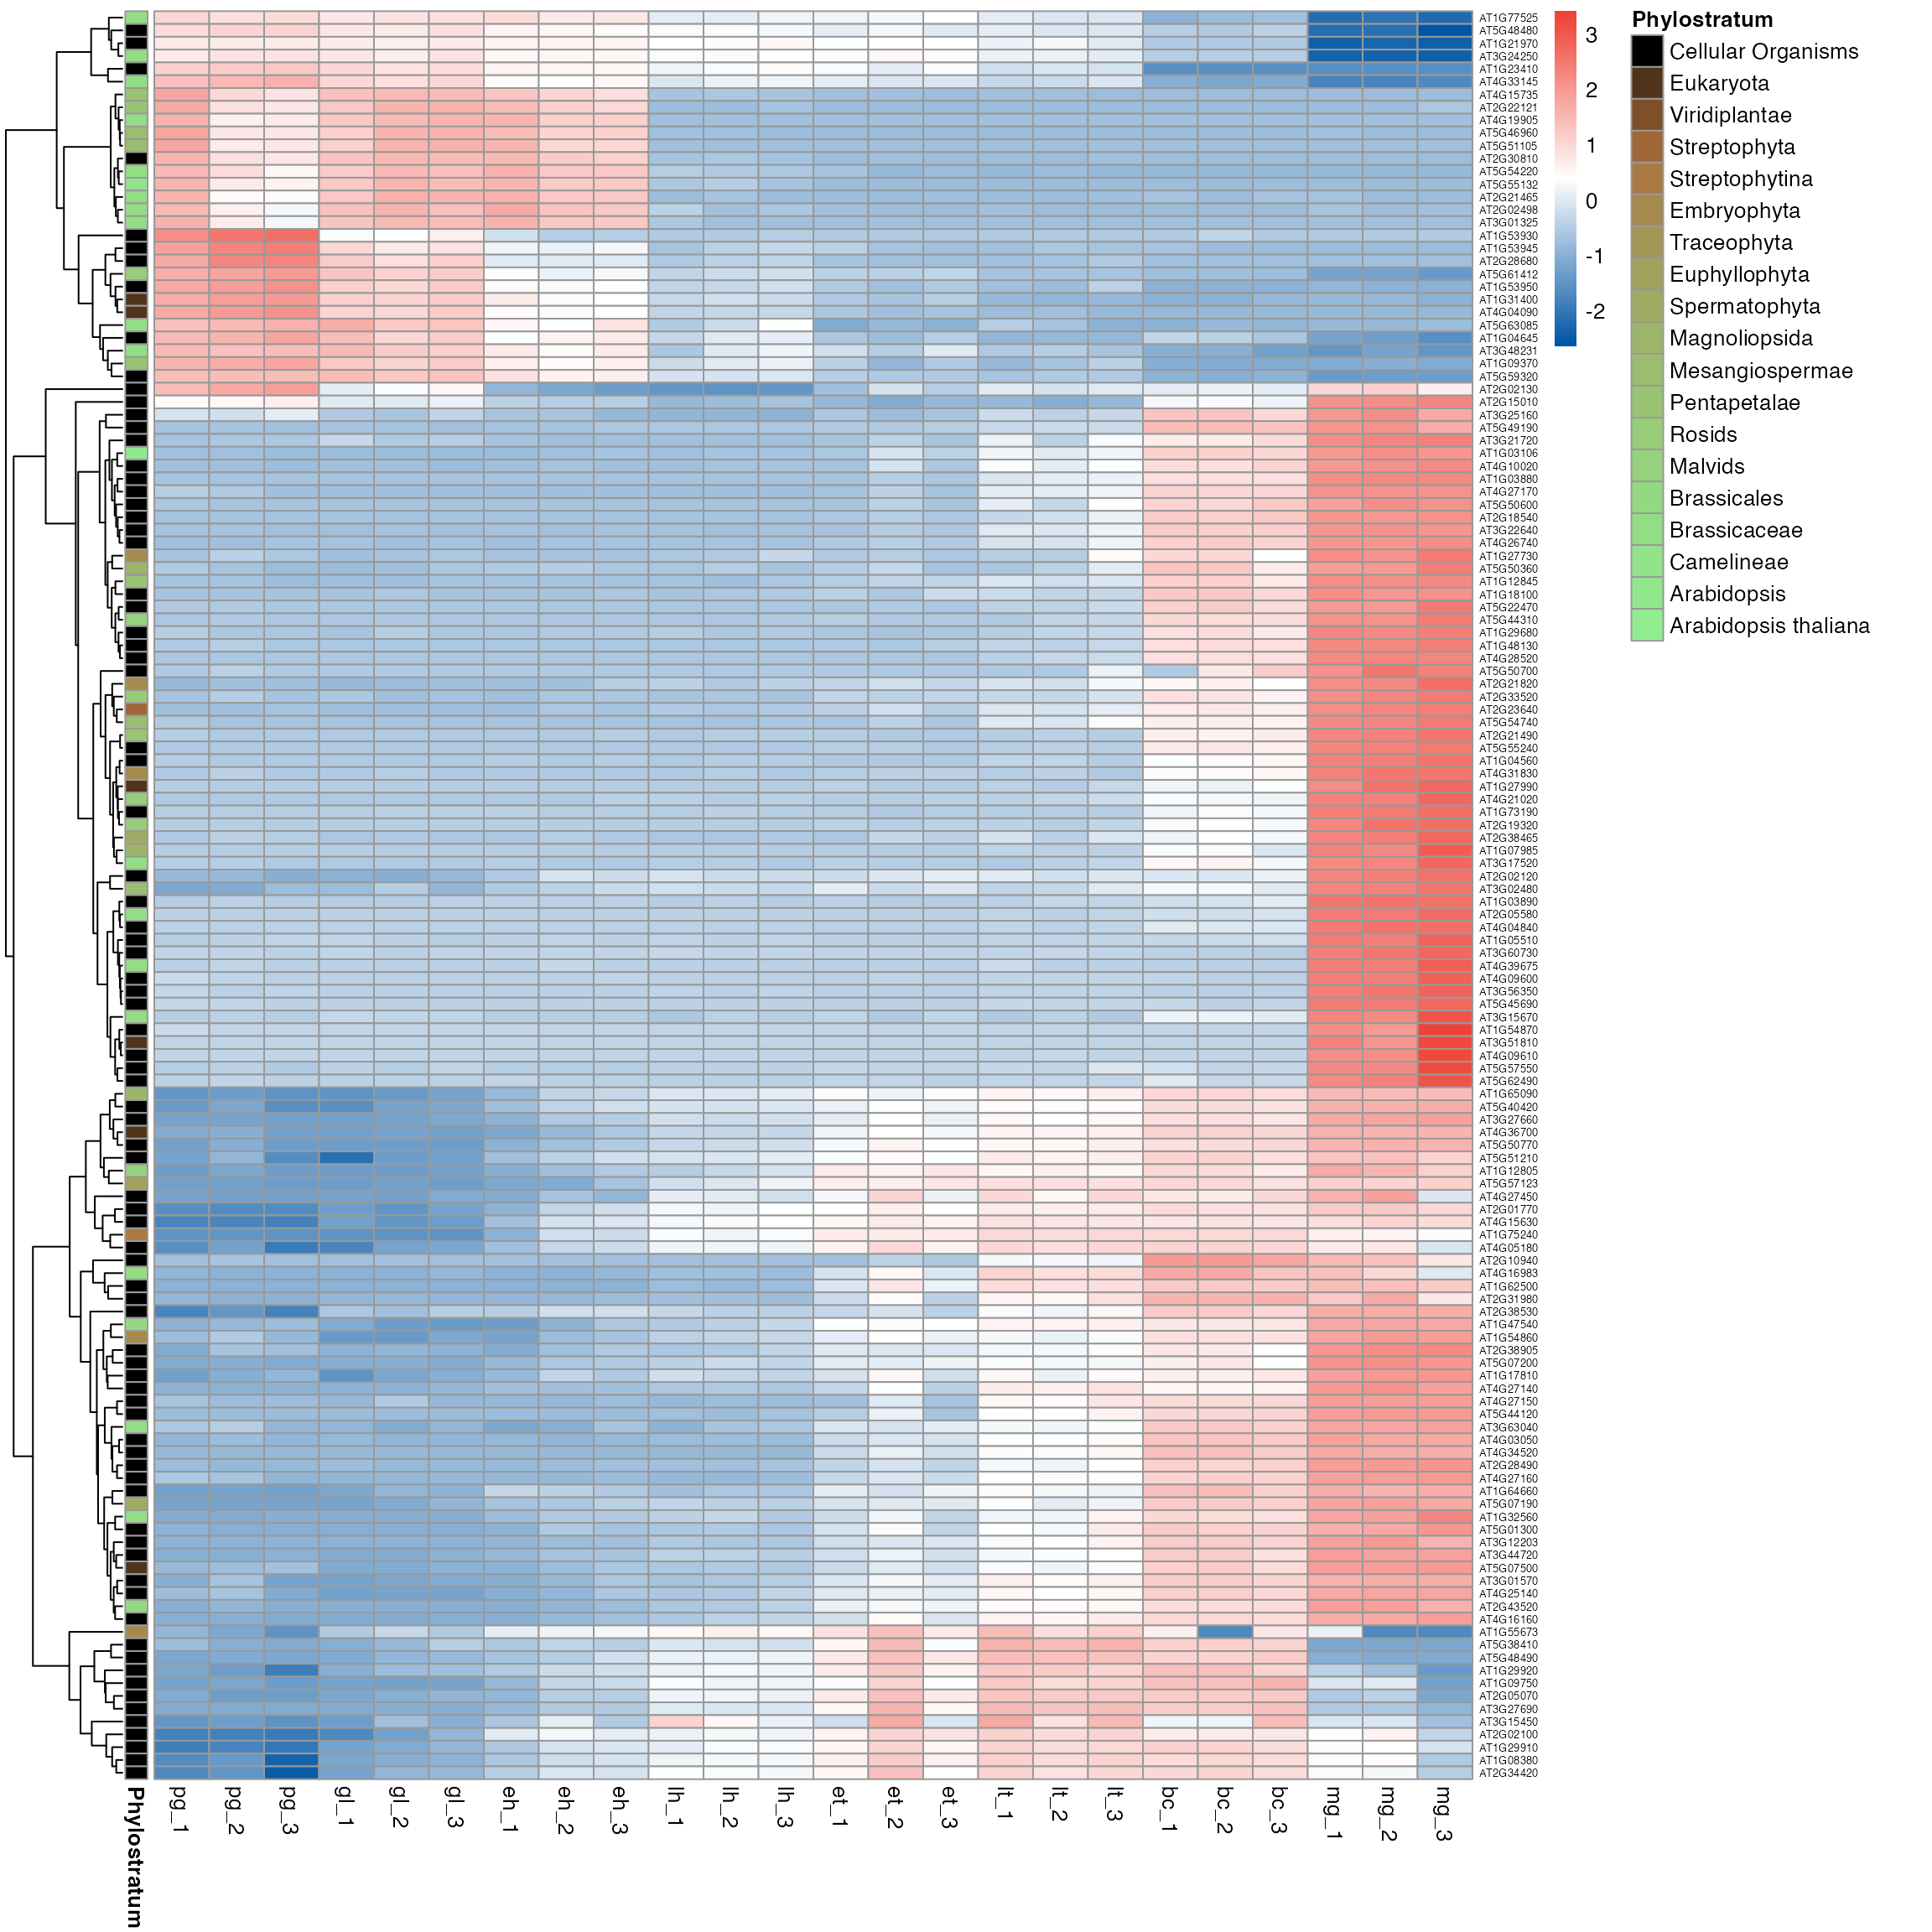 AT1G77525
AT5G48480
AT1G21970
AT3G24250
AT1G23410
AT4G33145
AT4G15735
AT2G22121
AT4G19905
AT5G46960
AT5G51105
AT2G30810
AT5G54220
AT5G55132
AT2G21465
AT2G02498
AT3G01325
AT1G53930
AT1G53945
AT2G28680
AT5G61412
AT1G53950
AT1G31400
AT4G04090
AT5G63085
AT1G04645
AT3G48231
AT1G09370
AT5G59320
AT2G02130
AT2G15010
AT3G25160
AT5G49190
AT3G21720
AT1G03106
AT4G10020
AT1G03880
AT4G27170
AT5G50600
AT2G18540
AT3G22640
AT4G26740
AT1G27730
AT5G50360
AT1G12845
AT1G18100
AT5G22470
AT5G44310
AT1G29680
AT1G48130
AT4G28520
AT5G50700
AT2G21820
AT2G33520
AT2G23640
AT5G54740
AT2G21490
AT5G55240
AT1G04560
AT4G31830
AT1G27990
AT4G21020
AT1G73190
AT2G19320
AT2G38465
AT1G07985
AT3G17520
AT2G02120
AT3G02480
AT1G03890
AT2G05580
AT4G04840
AT1G05510
AT3G60730
AT4G39675
AT4G09600
AT3G56350
AT5G45690
AT3G15670
AT1G54870
AT3G51810
AT4G09610
AT5G57550
AT5G62490
AT1G65090
AT5G40420
AT3G27660
AT4G36700
AT5G50770
AT5G51210
AT1G12805
AT5G57123
AT4G27450
AT2G01770
AT4G15630
AT1G75240
AT4G05180
AT2G10940
AT4G16983
AT1G62500
AT2G31980
AT2G38530
AT1G47540
AT1G54860
AT2G38905
AT5G07200
AT1G17810
AT4G27140
AT4G27150
AT5G44120
AT3G63040
AT4G03050
AT4G34520
AT2G28490
AT4G27160
AT1G64660
AT5G07190
AT1G32560
AT5G01300
AT3G12203
AT3G44720
AT5G07500
AT3G01570
AT4G25140
AT2G43520
AT4G16160
AT1G55673
AT5G38410
AT5G48490
AT1G29920
AT1G09750
AT2G05070
AT3G27690
AT3G15450
AT2G02100
AT1G29910
AT1G08380
AT2G34420
Phylostratum
pg_1
pg_2
pg_3
gl_1
gl_2
gl_3
eh_1
eh_2
eh_3
lh_1
lh_2
lh_3
et_1
et_2
et_3
lt_1
lt_2
lt_3
bc_1
bc_2
bc_3
mg_1
mg_2
mg_3
3
2
1
0
-1
-2
Phylostratum
Cellular Organisms
Eukaryota
Viridiplantae
Streptophyta
Streptophytina
Embryophyta
Traceophyta
Euphyllophyta
Spermatophyta
Magnoliopsida
Mesangiospermae
Pentapetalae
Rosids
Malvids
Brassicales
Brassicaceae
Camelineae
Arabidopsis
Arabidopsis thaliana